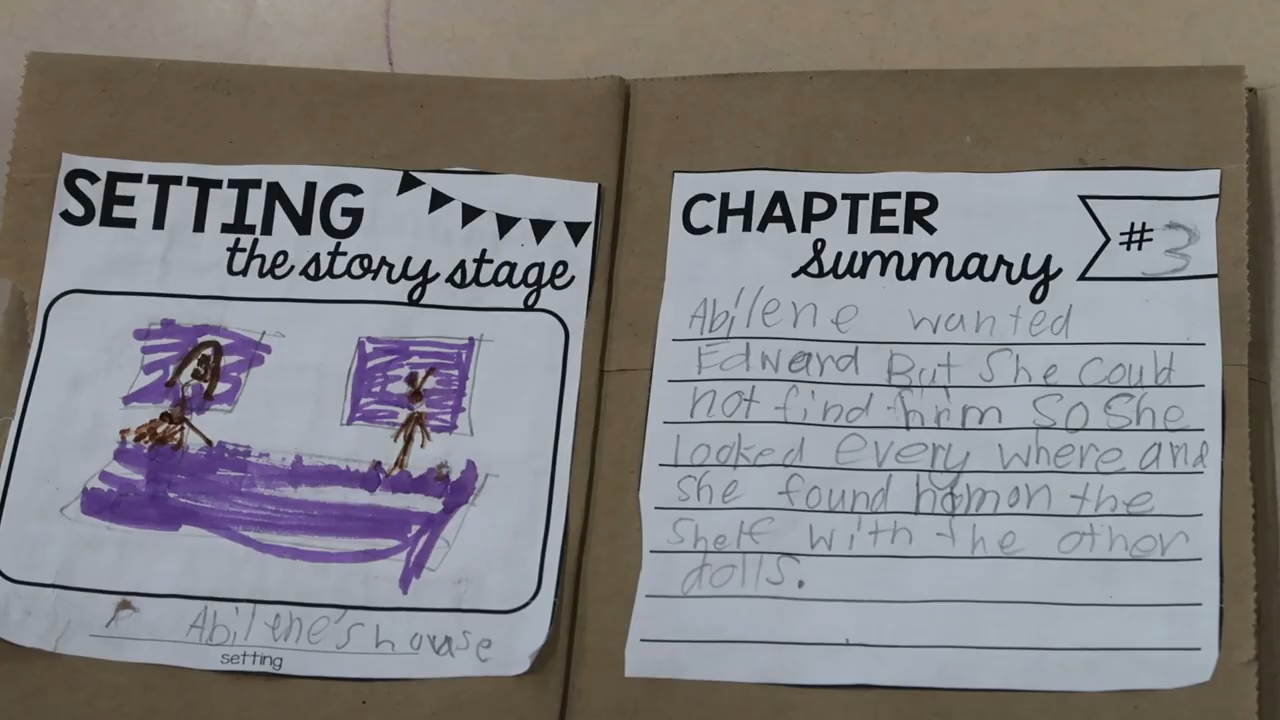 SETTING
the story stage
Abilene's house
setting
CHAPTER
summary
#3
Abilene wanted
Edward But She could
not find him So She
looked every where and
she found him on the
Shelf with the other
dolls.